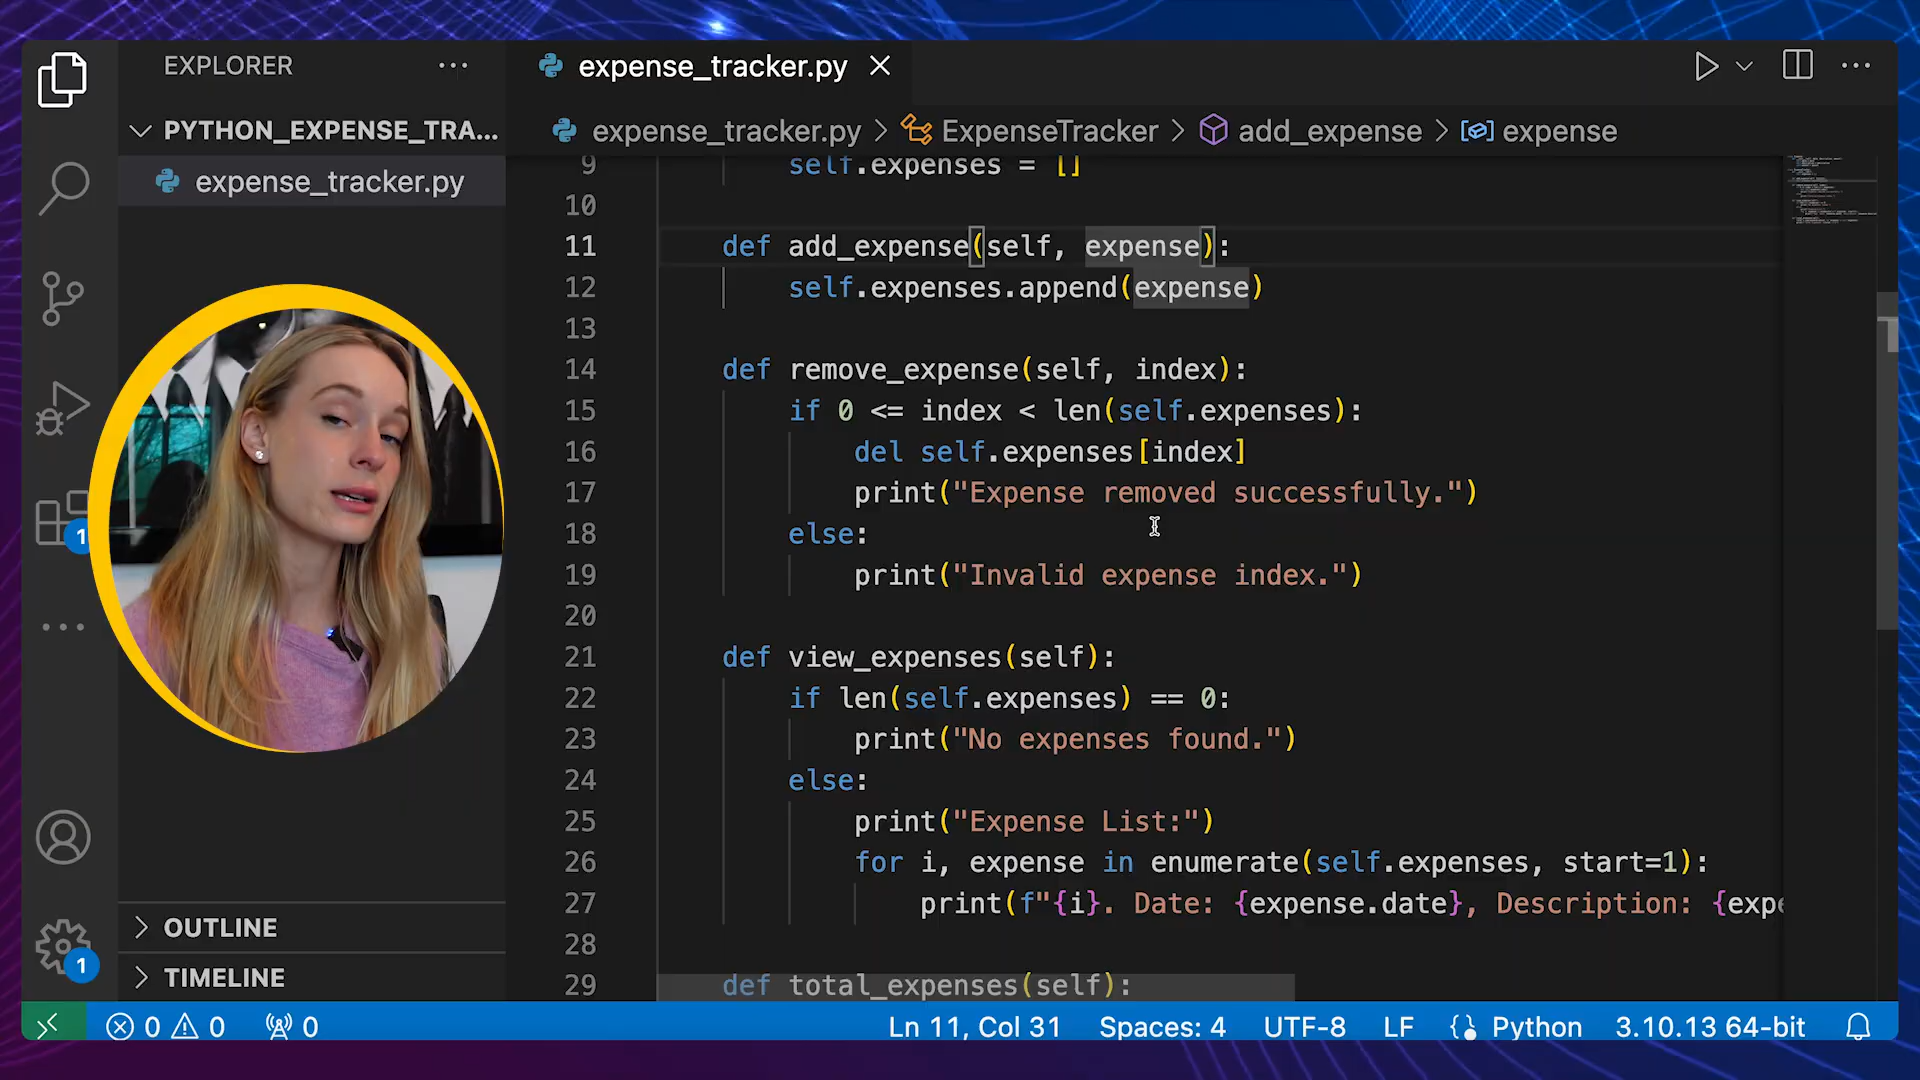 EXPLORER
PYTHON_EXPENSE_TRA...
expense_tracker.py
1
OUTLINE
TIMELINE
1
expense_tracker.py
expense_tracker.py > ExpenseTracker > add_expense > expense
9 self.expenses = []
10
11 def add_expense(self, expense):
12 self.expenses.append(expense)
13
14 def remove_expense(self, index):
15 if 0 <= index < len(self.expenses):
16 del self.expenses[index]
17 print("Expense removed successfully.")
18 else:
19 print("Invalid expense index.")
20
21 def view_expenses(self):
22 if len(self.expenses) == 0:
23 print("No expenses found.")
24 else:
25 print("Expense List:")
26 for i, expense in enumerate(self.expenses, start=1):
27 print(f"{i}. Date: {expense.date}, Description: {expe
28
29 def total_expenses(self):
0 0 0 Ln 11, Col 31 Spaces: 4 UTF-8 LF Python 3.10.13 64-bit